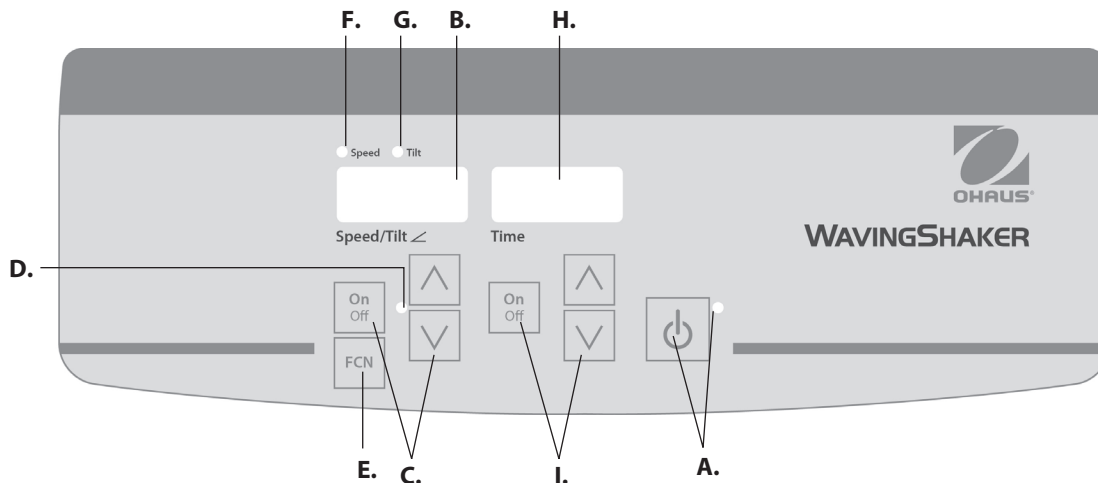 F. G. B. H.
Speed Tilt
OHAUS®
Speed/Tilt Time
WAVINGSHAKER
D.
On
Off
On
Off
FCN
E. C. I. A.